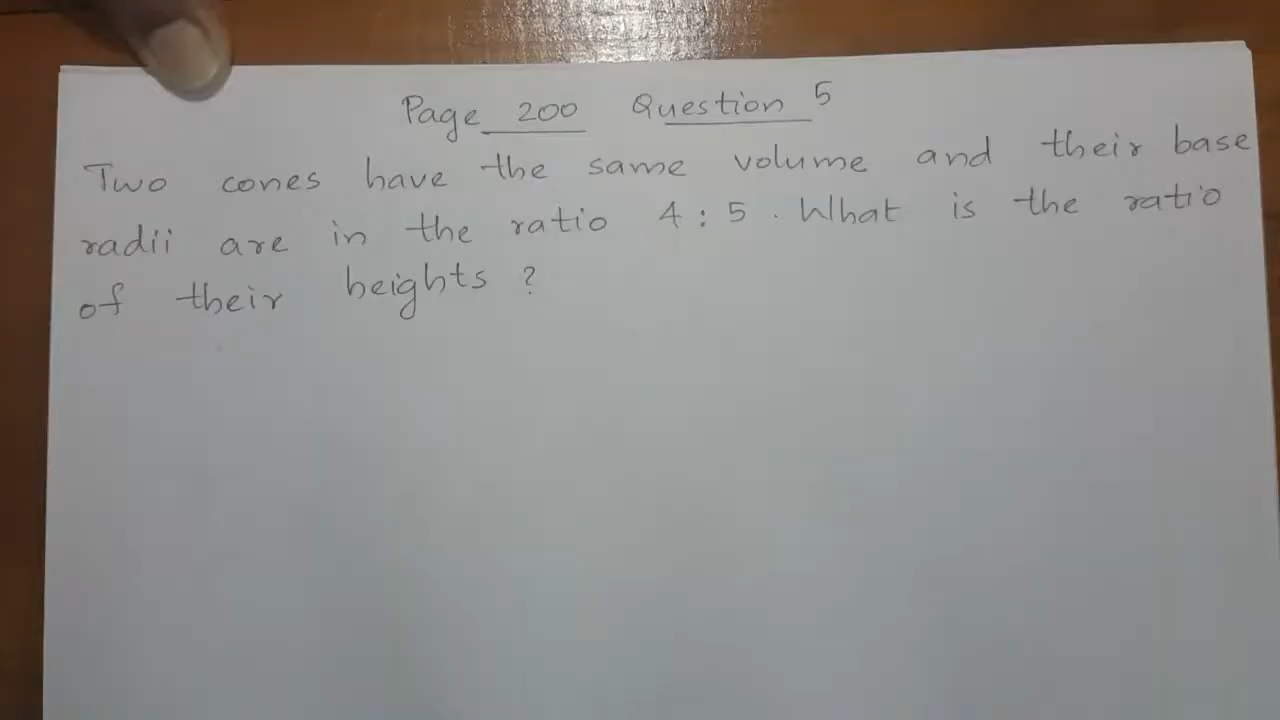 Page 200 Question 5
Two cones have the same volume and their base
radii are in the ratio 4 : 5 . What is the ratio
of their heights ?